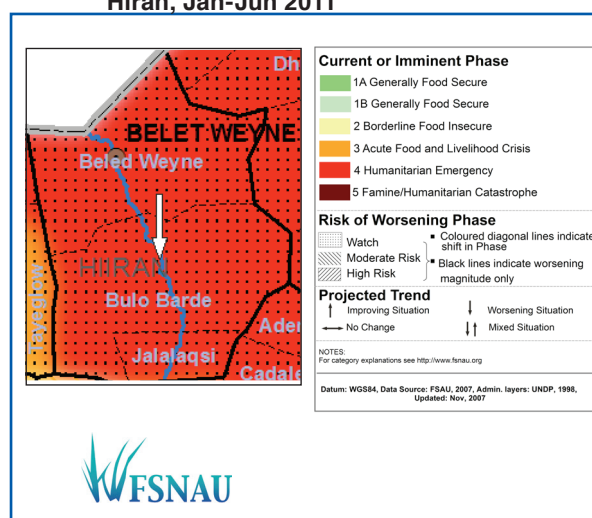 Hiran, Jan-Jun 2011
Dh
BELET WEYNE
Beled Weyne
HIIRAN
Bulo Barde
Tayeglow
Aden
Jalalaqsi
Cadale
Current or Imminent Phase
1A Generally Food Secure
1B Generally Food Secure
2 Borderline Food Insecure
3 Acute Food and Livelihood Crisis
4 Humanitarian Emergency
5 Famine/Humanitarian Catastrophe
Risk of Worsening Phase
Watch
Moderate Risk
High Risk
■ Coloured diagonal lines indicate
shift in Phase
■ Black lines indicate worsening
magnitude only
Projected Trend
Improving Situation
Worsening Situation
No Change
Mixed Situation
NOTES:
For category explanations see http://www.fsnau.org
Datum: WGS84, Data Source: FSAU, 2007, Admin. layers: UNDP, 1998,
Updated: Nov, 2007
FSNAU